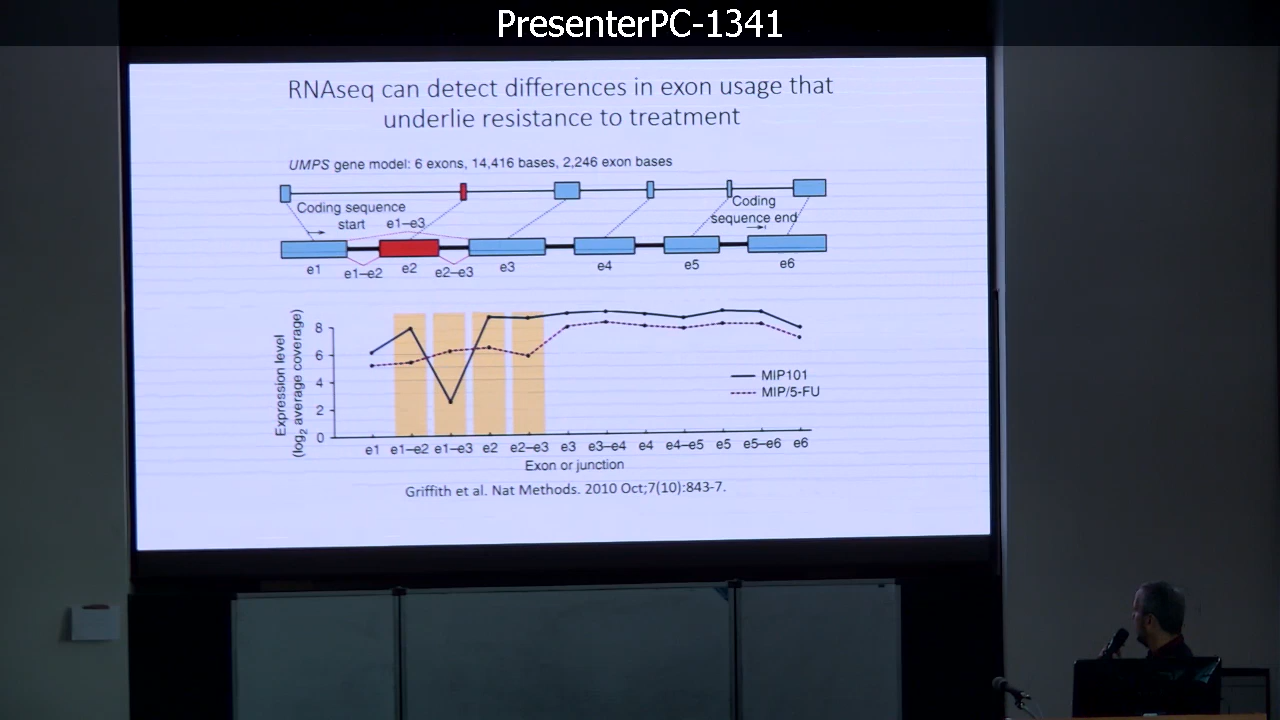 PresenterPC-1341
RNAseq can detect differences in exon usage that
underlie resistance to treatment
UMPS gene model: 6 exons, 14,416 bases, 2,246 exon bases
Coding sequence
start
e1–e3
Coding
sequence end
e1
e1–e2
e2
e2–e3
e3
e4
e5
e6
Expression level
(log2 average coverage)
8
6
4
2
0
MIP101
MIP/5-FU
e1 e1–e2 e1–e3 e2 e2–e3 e3 e3–e4 e4 e4–e5 e5 e5–e6 e6
Exon or junction
Griffith et al. Nat Methods. 2010 Oct;7(10):843-7.